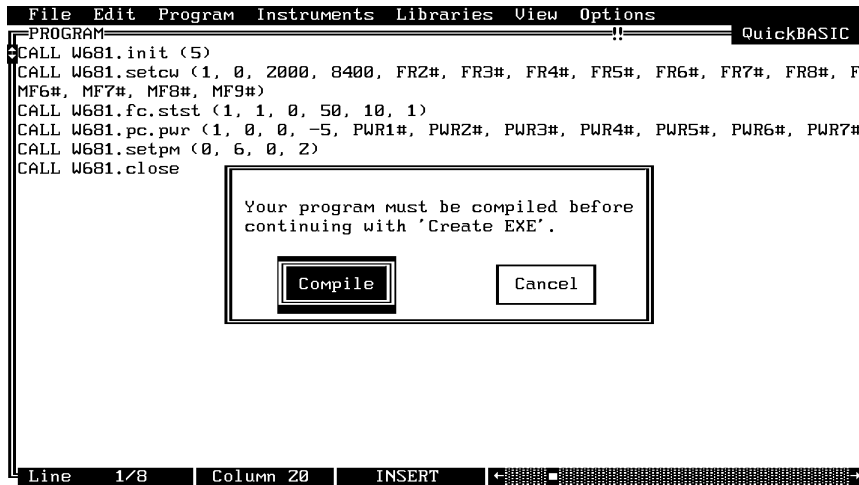 File Edit Program Instruments Libraries View Options
PROGRAM !! QuickBASIC
CALL W681.init (5)
CALL W681.setcw (1, 0, 2000, 8400, FR2#, FR3#, FR4#, FR5#, FR6#, FR7#, FR8#, F
MF6#, MF7#, MF8#, MF9#)
CALL W681.fc.stst (1, 1, 0, 50, 10, 1)
CALL W681.pc.pwr (1, 0, 0, -5, PWR1#, PWR2#, PWR3#, PWR4#, PWR5#, PWR6#, PWR7#
CALL W681.setpm (0, 6, 0, 2)
CALL W681.close
Your program must be compiled before
continuing with 'Create EXE'.
Compile Cancel
Line 1/8 Column 20 INSERT